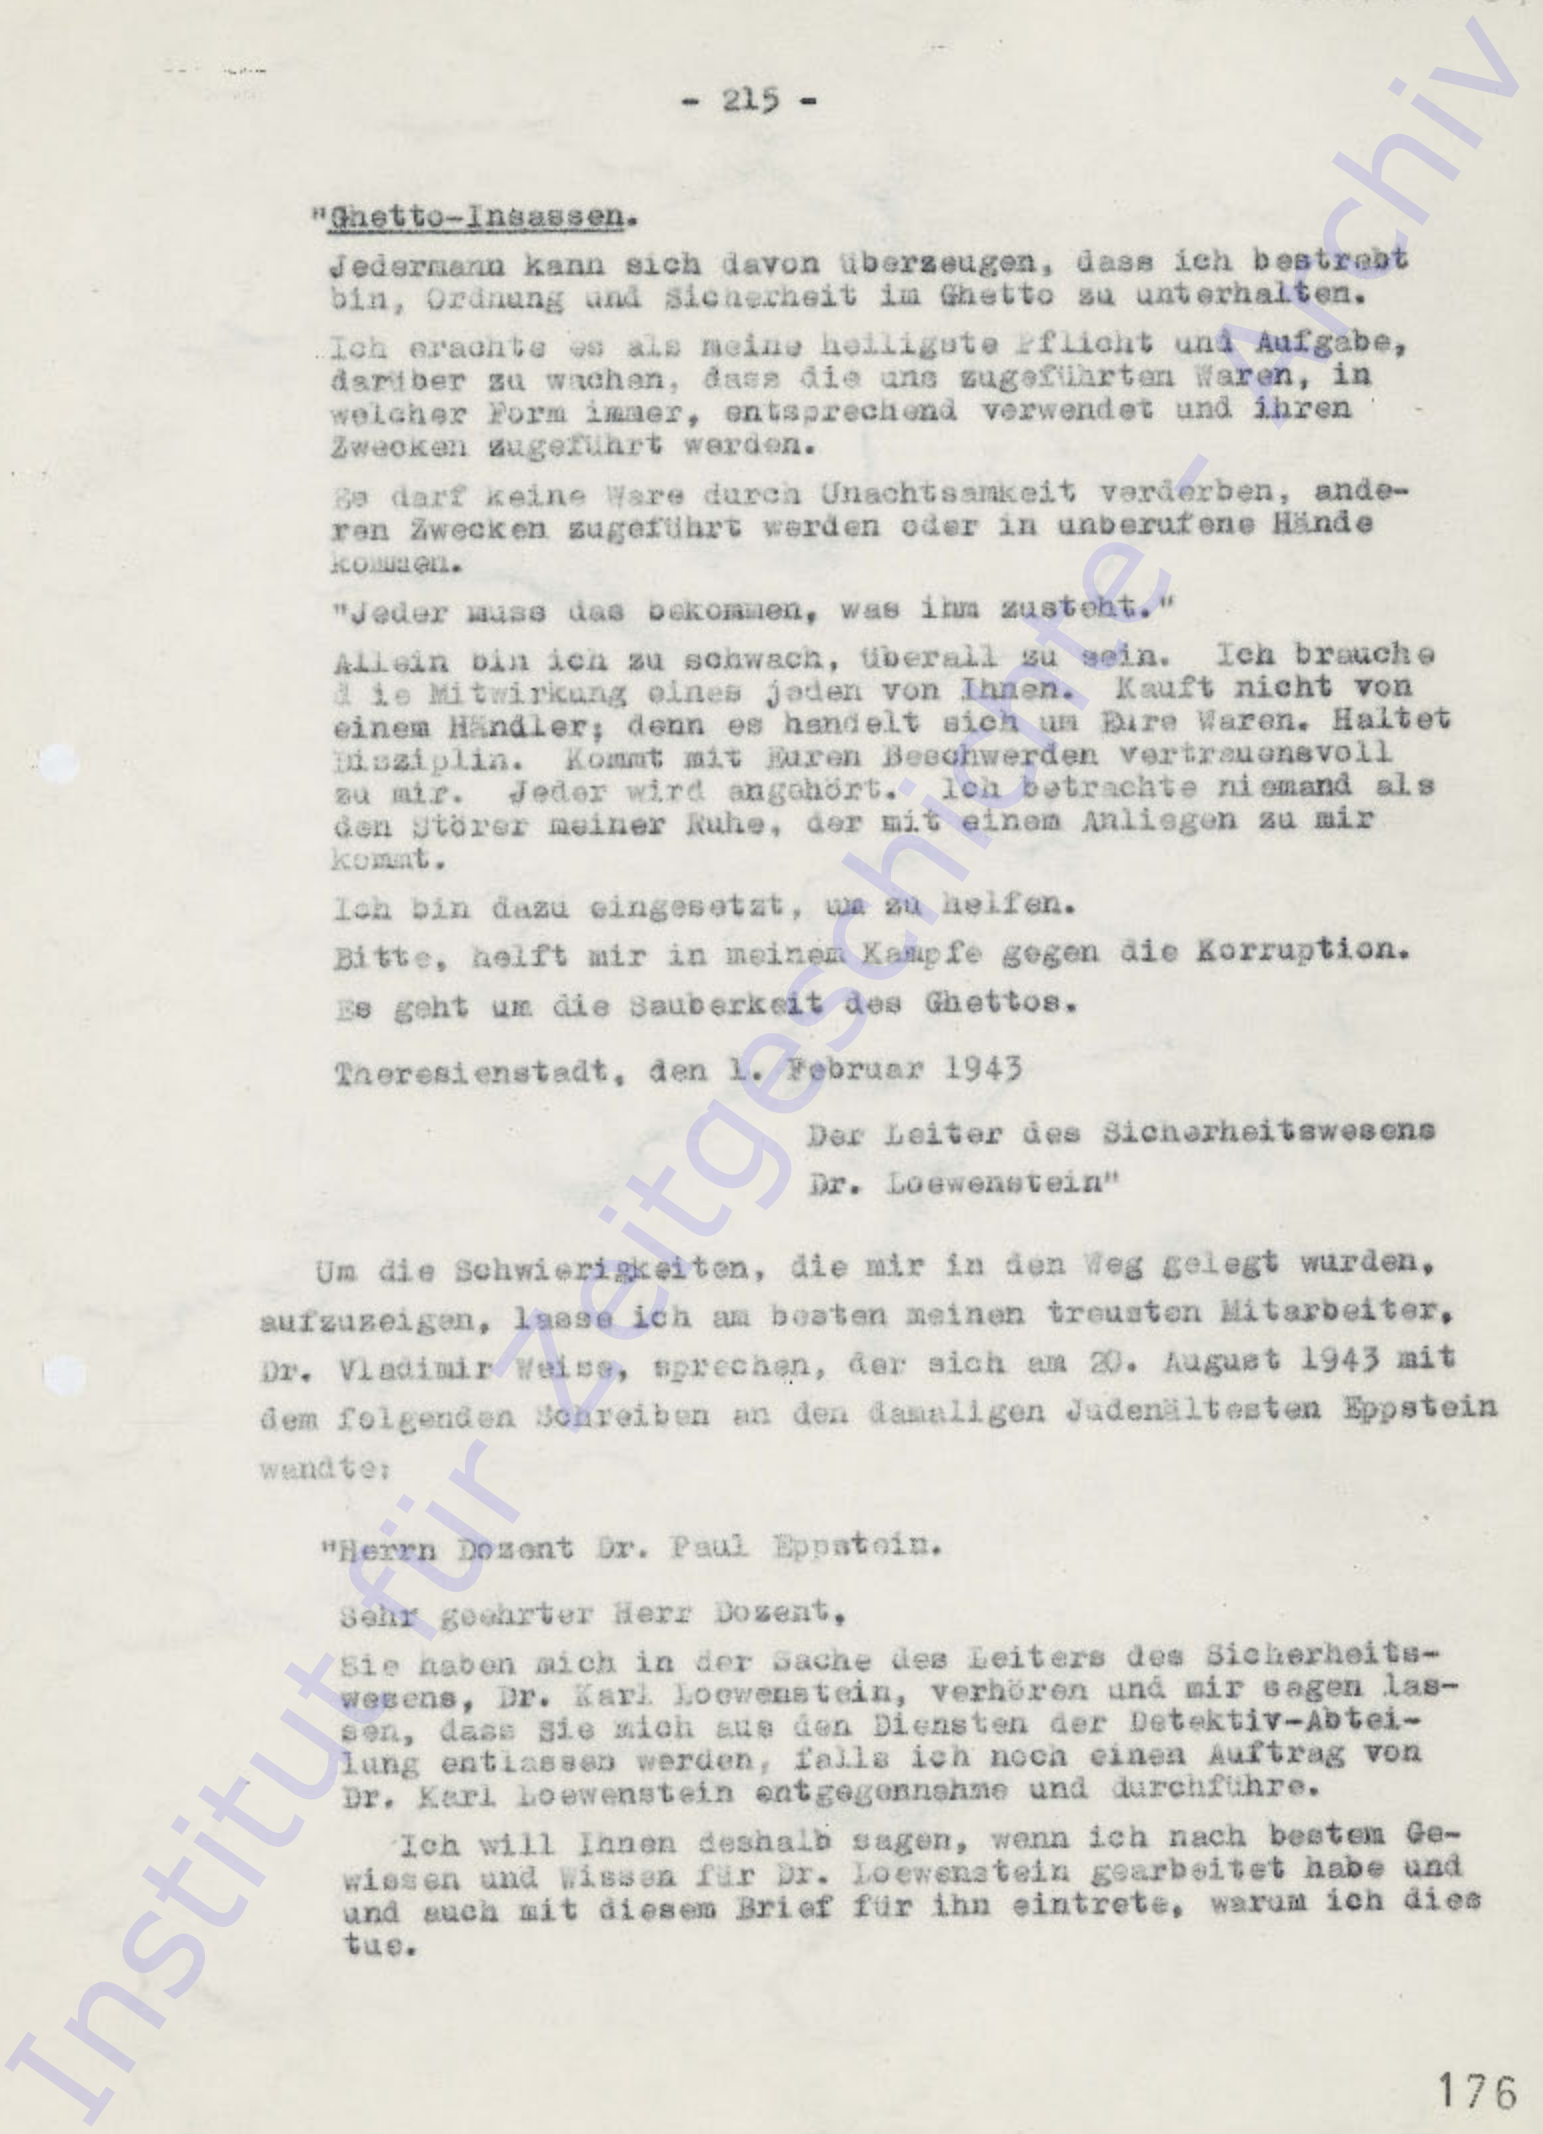 - 215 -
"Ghetto-Insassen.
Jedermann kann sich davon überzeugen, dass ich bestrebt
bin, Ordnung und Sicherheit im Ghetto zu unterhalten.
Ich erachte es als meine heiligste Pflicht und Aufgabe,
darüber zu wachen, dass die uns zugeführten Waren, in
welcher Form immer, entsprechend verwendet und ihren
Zwecken zugeführt werden.
Es darf keine Ware durch Unachtsamkeit verderben, ande-
ren Zwecken zugeführt werden oder in unberufene Hände
kommen.
"Jeder muss das bekommen, was ihm zusteht."
Allein bin ich zu schwach, überall zu sein. Ich brauche
d ie Mitwirkung eines jeden von Ihnen. Kauft nicht von
einem Händler; denn es handelt sich um Eure Waren. Haltet
Disziplin. Kommt mit Euren Beschwerden vertrauensvoll
zu mir. Jeder wird angehört. Ich betrachte niemand als
den Störer meiner Ruhe, der mit einem Anliegen zu mir
kommt.
Ich bin dazu eingesetzt, um zu helfen.
Bitte, helft mir in meinem Kampfe gegen die Korruption.
Es geht um die Sauberkeit des Ghettos.
Theresienstadt, den 1. Februar 1943
Der Leiter des Sicherheitswesens
Dr. Loewenstein"
Um die Schwierigkeiten, die mir in den Weg gelegt wurden,
aufzuzeigen, lasse ich am besten meinen treusten Mitarbeiter,
Dr. Vladimir Weiss, sprechen, der sich am 20. August 1943 mit
dem folgenden Schreiben an den damaligen Judenältesten Eppstein
wandte:
"Herrn Dozent Dr. Paul Eppstein.
Sehr geehrter Herr Dozent,
Sie haben mich in der Sache des Leiters des Sicherheits-
wesens, Dr. Karl Loewenstein, verhören und mir sagen las-
sen, dass Sie mich aus den Diensten der Detektiv-Abtei-
lung entlassen werden, falls ich noch einen Auftrag von
Dr. Karl Loewenstein entgegennehme und durchführe.
Ich will Ihnen deshalb sagen, wenn ich nach bestem Ge-
wissen und Wissen für Dr. Loewenstein gearbeitet habe und
und auch mit diesem Brief für ihn eintrete, warum ich dies
tue.
176
Institut für Zeitgeschichte - Archiv